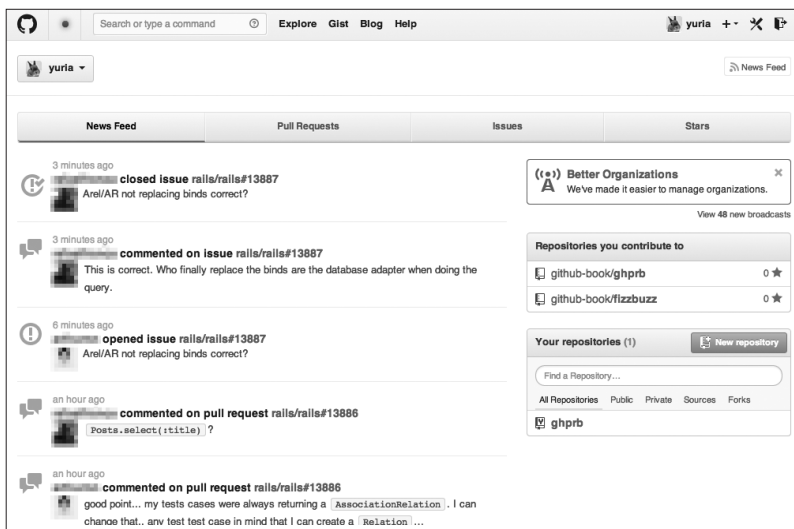 Search or type a command
Explore Gist Blog Help
yuria
yuria
News Feed
News Feed
Pull Requests
Issues
Stars
3 minutes ago
closed issue rails/rails#13887
Arel/AR not replacing binds correct?
3 minutes ago
commented on issue rails/rails#13887
This is correct. Who finally replace the binds are the database adapter when doing the
query.
6 minutes ago
opened issue rails/rails#13887
Arel/AR not replacing binds correct?
an hour ago
commented on pull request rails/rails#13886
Posts.select(:title) ?
an hour ago
commented on pull request rails/rails#13886
good point... my tests cases were always returning a AssociationRelation . I can
change that.. any test test case in mind that I can create a Relation ...
Better Organizations
We've made it easier to manage organizations.
View 48 new broadcasts
Repositories you contribute to
github-book/ghprb 0
github-book/fizzbuzz 0
Your repositories (1)
New repository
Find a Repository...
All Repositories Public Private Sources Forks
ghprb